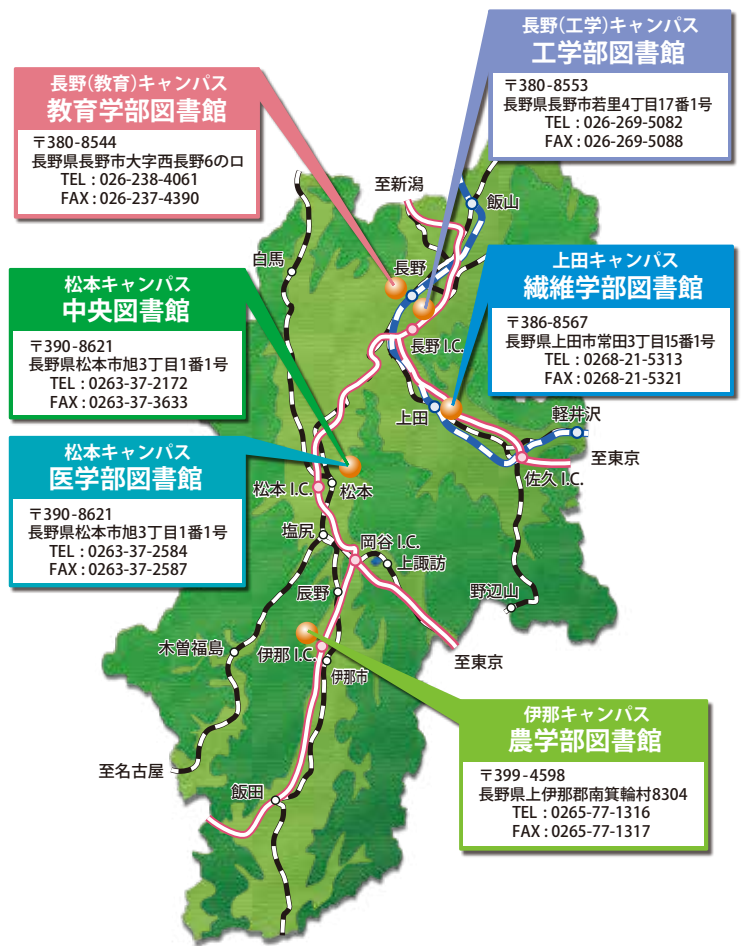 長野(工学)キャンパス
工学部図書館
〒380-8553
長野県長野市若里4丁目17番1号
TEL : 026-269-5082
FAX : 026-269-5088
長野(教育)キャンパス
教育学部図書館
〒380-8544
長野県長野市大字西長野6のロ
TEL : 026-238-4061
FAX : 026-237-4390
至新潟
飯山
白馬
長野
長野 I.C.
松本キャンパス
中央図書館
〒390-8621
長野県松本市旭3丁目1番1号
TEL : 0263-37-2172
FAX : 0263-37-3633
上田キャンパス
繊維学部図書館
〒386-8567
長野県上田市常田3丁目15番1号
TEL : 0268-21-5313
FAX : 0268-21-5321
上田
軽井沢
至東京
佐久 I.C.
松本キャンパス
医学部図書館
〒390-8621
長野県松本市旭3丁目1番1号
TEL : 0263-37-2584
FAX : 0263-37-2587
松本 I.C.
松本
塩尻
岡谷 I.C.
上諏訪
辰野
野辺山
木曽福島
伊那 I.C.
伊那市
至東京
至名古屋
飯田
伊那キャンパス
農学部図書館
〒399-4598
長野県上伊那郡南箕輪村8304
TEL : 0265-77-1316
FAX : 0265-77-1317